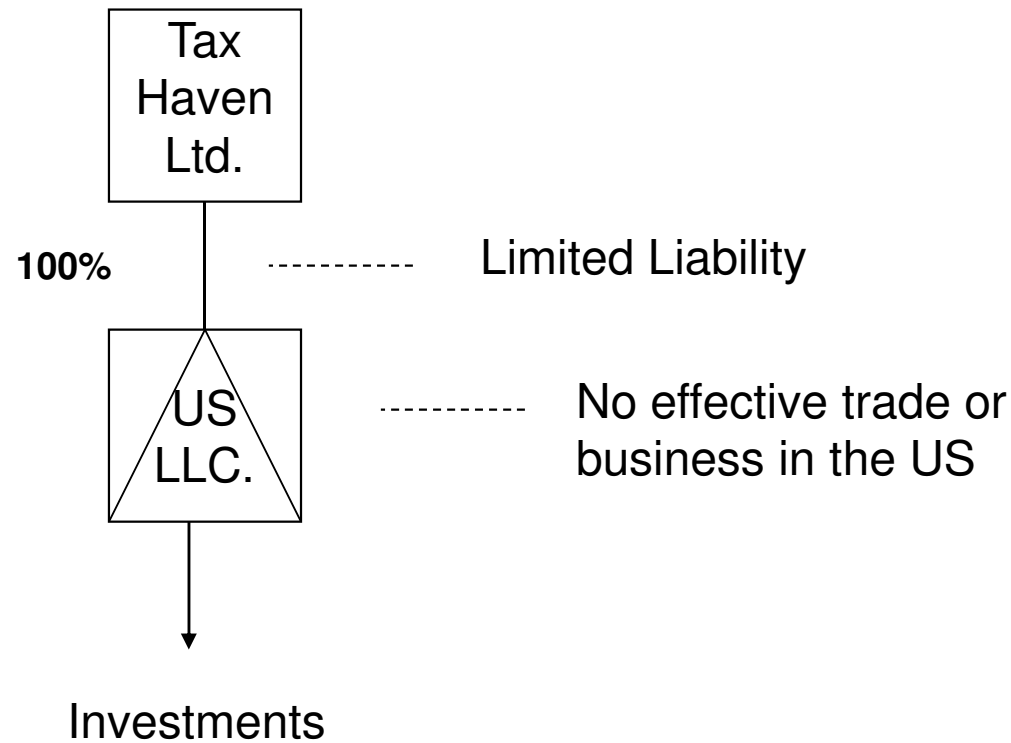 Tax
Haven
Ltd.
100%
Limited Liability
US
LLC.
No effective trade or
business in the US
Investments